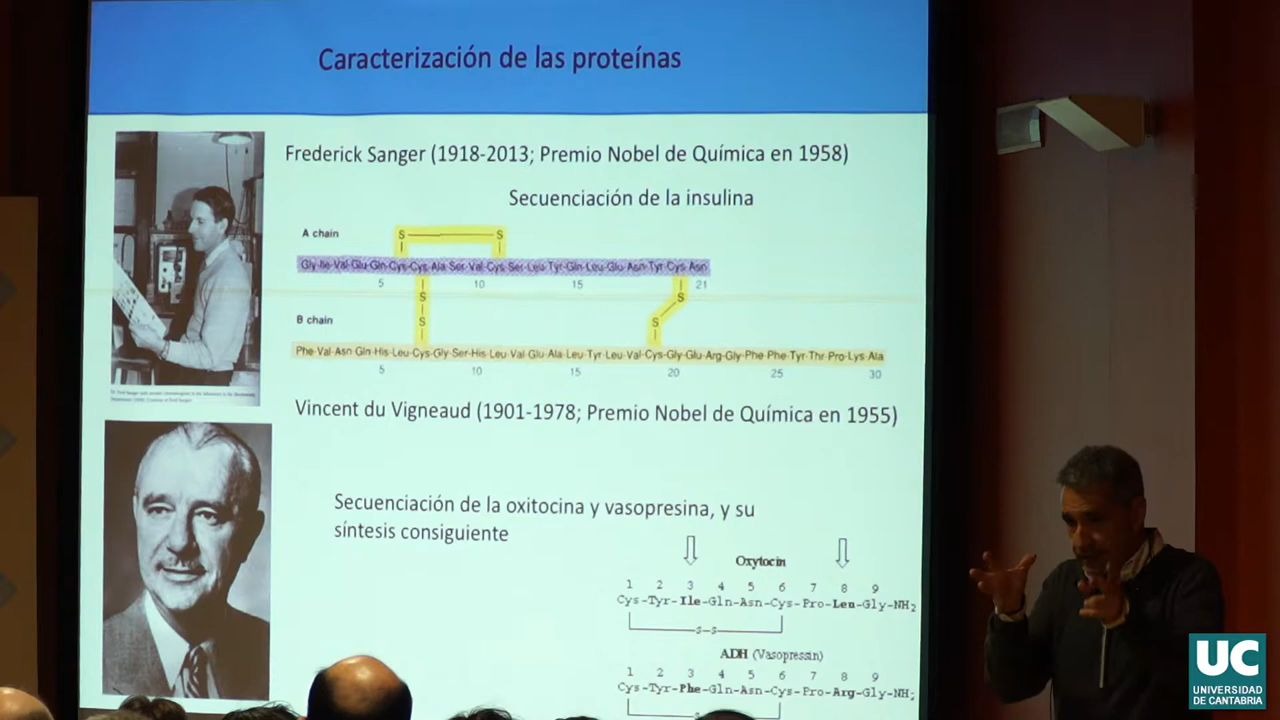 Caracterización de las proteínas
Frederick Sanger (1918-2013; Premio Nobel de Química en 1958)
Secuenciación de la insulina
A chain
S S
Gly-Ile-Val-Glu-Gln-Cys-Cys-Ala-Ser-Val-Cys-Ser-Leu-Tyr-Gln-Leu-Glu-Asn-Tyr-Cys-Asn
5 10 15 21
S S
S S
B chain
Phe-Val-Asn-Gln-His-Leu-Cys-Gly-Ser-His-Leu-Val-Glu-Ala-Leu-Tyr-Leu-Val-Cys-Gly-Glu-Arg-Gly-Phe-Phe-Tyr-Thr-Pro-Lys-Ala
5 10 15 20 25 30
Vincent du Vigneaud (1901-1978; Premio Nobel de Química en 1955)
Secuenciación de la oxitocina y vasopresina, y su
síntesis consiguiente
Oxytocin
1 2 3 4 5 6 7 8 9
Cys-Tyr-Ile-Gln-Asn-Cys-Pro-Leu-Gly-NH2
S-S
ADH (Vasopressin)
1 2 3 4 5 6 7 8 9
Cys-Tyr-Phe-Gln-Asn-Cys-Pro-Arg-Gly-NH2
UC
UNIVERSIDAD
DE CANTABRIA